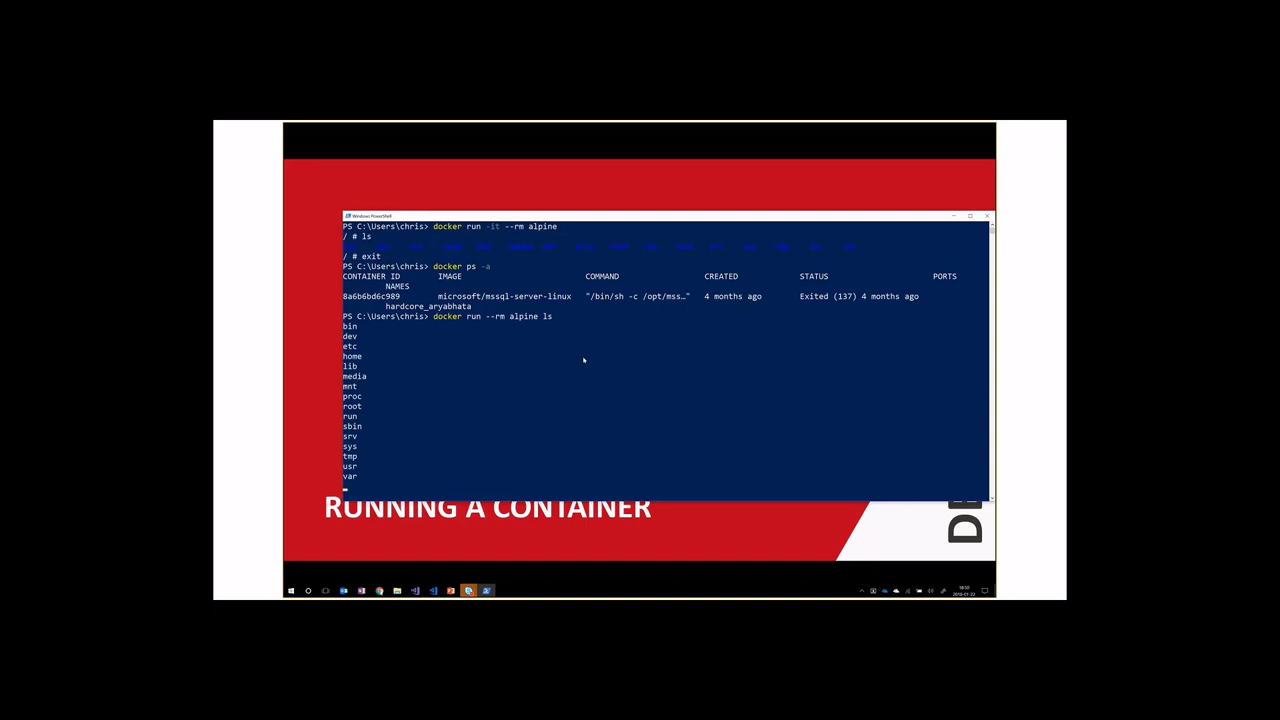 Windows PowerShell
PS C:\Users\chris> docker run -it --rm alpine
/ # ls
/ # exit
PS C:\Users\chris> docker ps -a
CONTAINER ID IMAGE COMMAND CREATED STATUS PORTS
NAMES
8a6b6bd6c989 microsoft/mssql-server-linux "/bin/sh -c /opt/mss…" 4 months ago Exited (137) 4 months ago
hardcore_aryabhata
PS C:\Users\chris> docker run --rm alpine ls
bin
dev
etc
home
lib
media
mnt
proc
root
run
sbin
srv
sys
tmp
usr
var
RUNNING A CONTAINER
2018-01-22